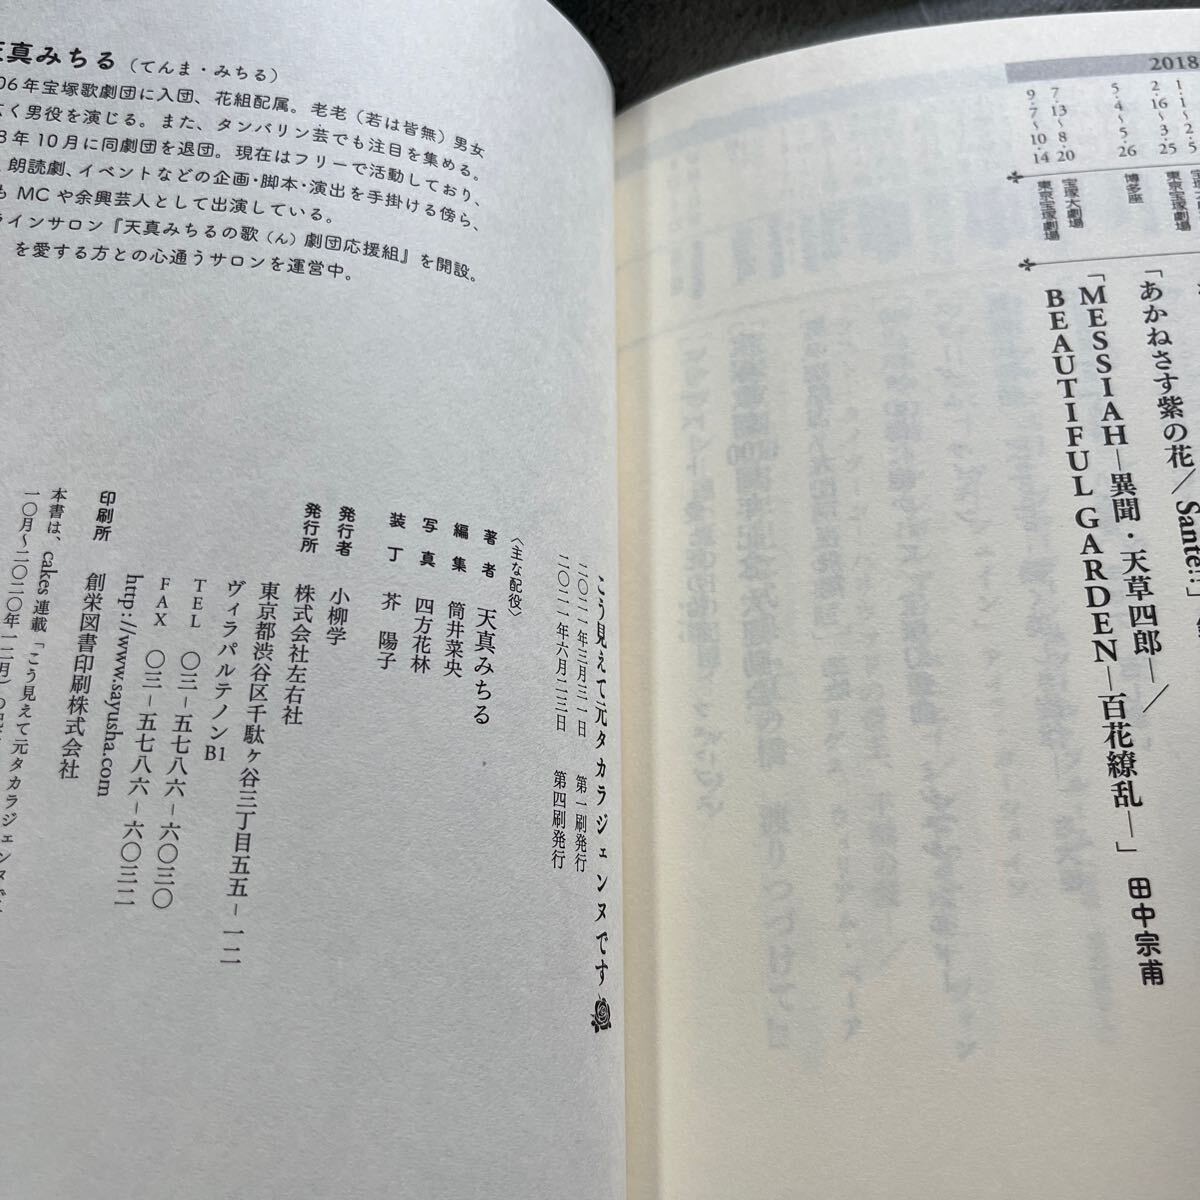 2018
1・1〜2・5
東京宝塚劇場
2・16〜3・25
5・4〜5・26
博多座
7・13〜8・20
宝塚大劇場
9・7〜10・14
東京宝塚劇場
Sante!!」
「あかねさす紫の花／
「MESSIAH―異聞・天草四郎―／
BEAUTIFUL GARDEN―百花繚乱―」 田中宗甫
真みちる（てんま・みちる）
06年宝塚歌劇団に入団、花組配属。老老（若は皆無）男女
く男役を演じる。また、タンバリン芸でも注目を集める。
8年10月に同劇団を退団。現在はフリーで活動しており、
朗読劇、イベントなどの企画・脚本・演出を手掛ける傍ら、
も MCや余興芸人として出演している。
ラインサロン『天真みちるの歌（ん）劇団応援組』を開設。
を愛する方との心通うサロンを運営中。
こう見えて元タカラジェンヌです
二〇二一年三月三一日 第一刷発行
二〇二一年六月二三日 第四刷発行
〈主な配役〉
著者 天真みちる
編集 筒井菜央
写真 四方花林
装丁 芥 陽子
発行者 小柳学
発行所 株式会社左右社
東京都渋谷区千駄ヶ谷三丁目五五−一二
ヴィラパルテノンB1
TEL 〇三−五七八六−六〇三〇
FAX 〇三−五七八六−六〇三二
http://www.sayusha.com
印刷所 創栄図書印刷株式会社
本書は、cakes 連載「こう見えて元タカラジェンヌです
一〇月〜二〇二〇年一二月）の